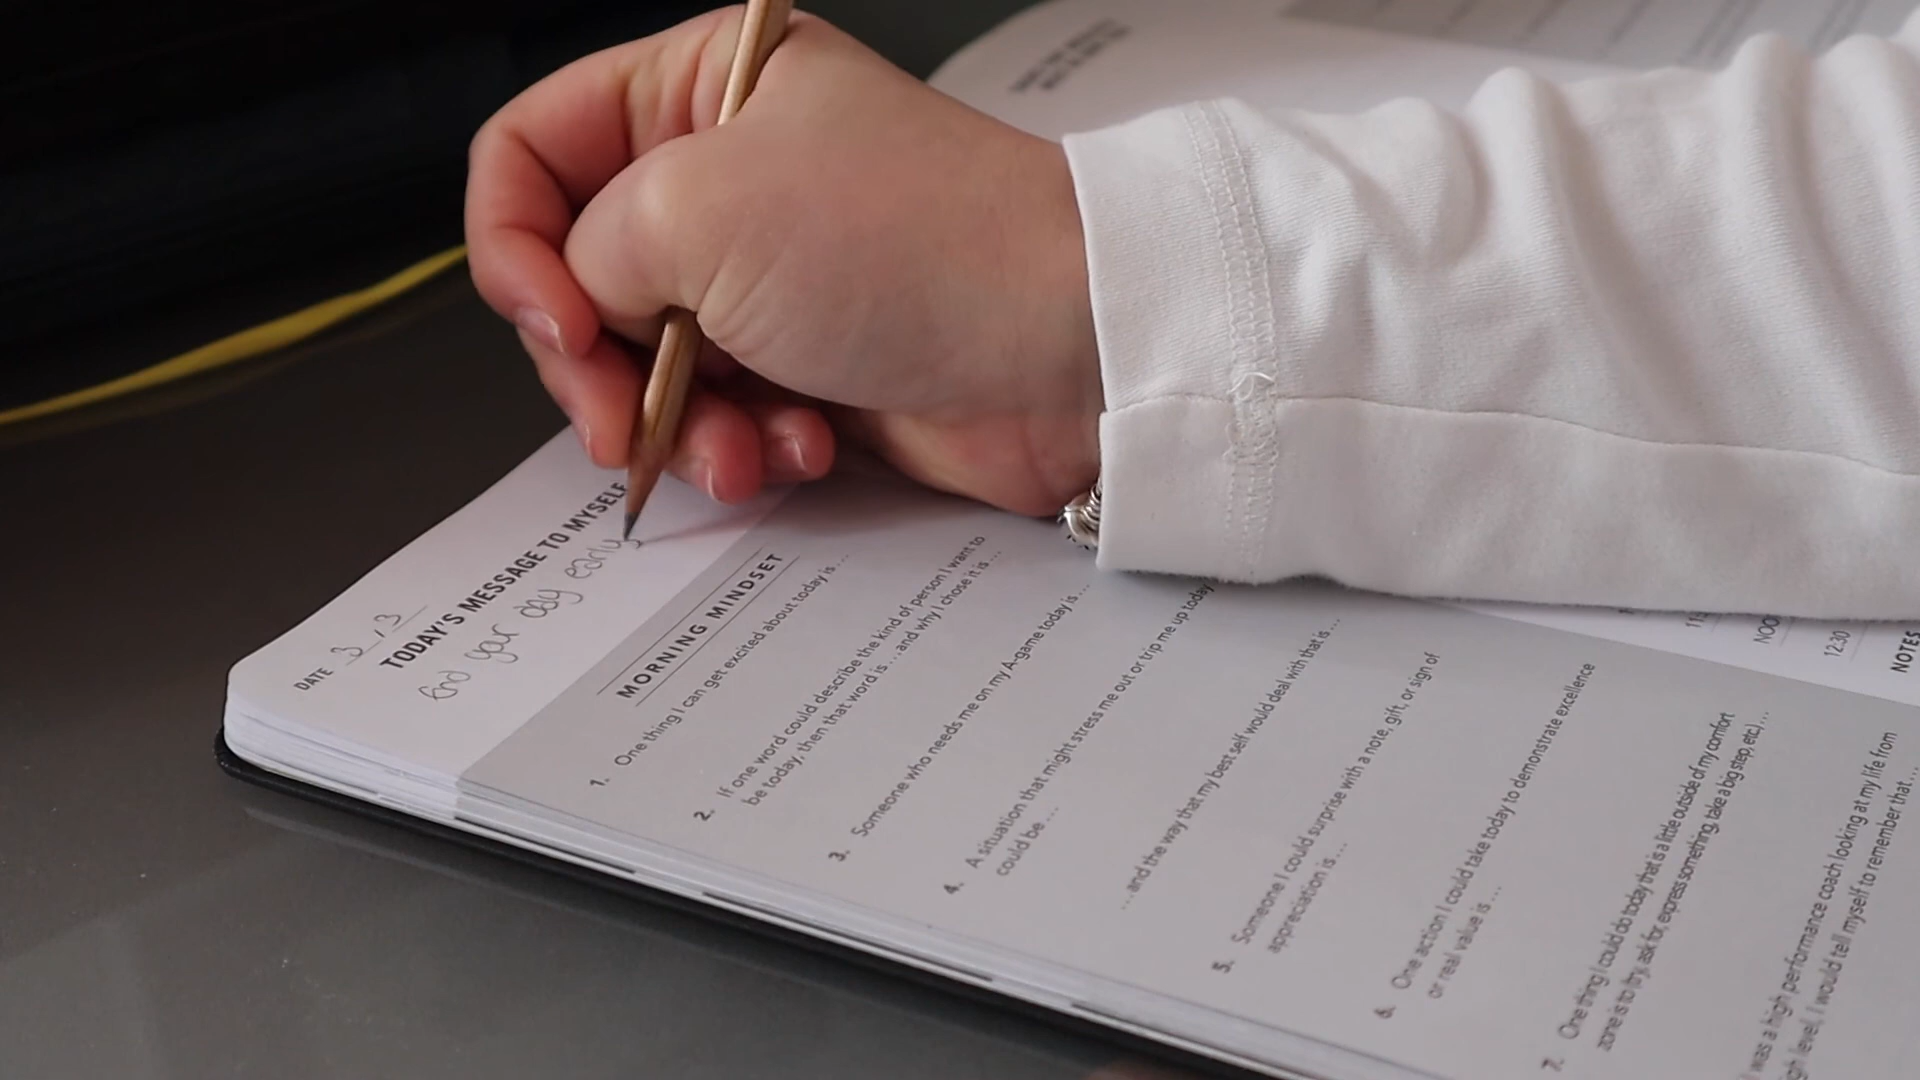 DATE 3 / 3
TODAY'S MESSAGE TO MYSELF
End your day early
MORNING MINDSET
1. One thing I can get excited about today is ...
2. If one word could describe the kind of person I want to
be today, then that word is ... and why I chose it is ...
3. Someone who needs me on my A-game today is ...
4. A situation that might stress me out or trip me up today
could be ...
... and the way that my best self would deal with that is ...
5. Someone I could surprise with a note, gift, or sign of
appreciation is ...
6. One action I could take today to demonstrate excellence
or real value is ...
7. One thing I could do today that is a little outside of my comfort
zone is to (try, ask for, express something, take a big step, etc) ...
I was a high performance coach looking at my life from
high level, I would tell myself to remember that ...
NOO
12:30
NOTES